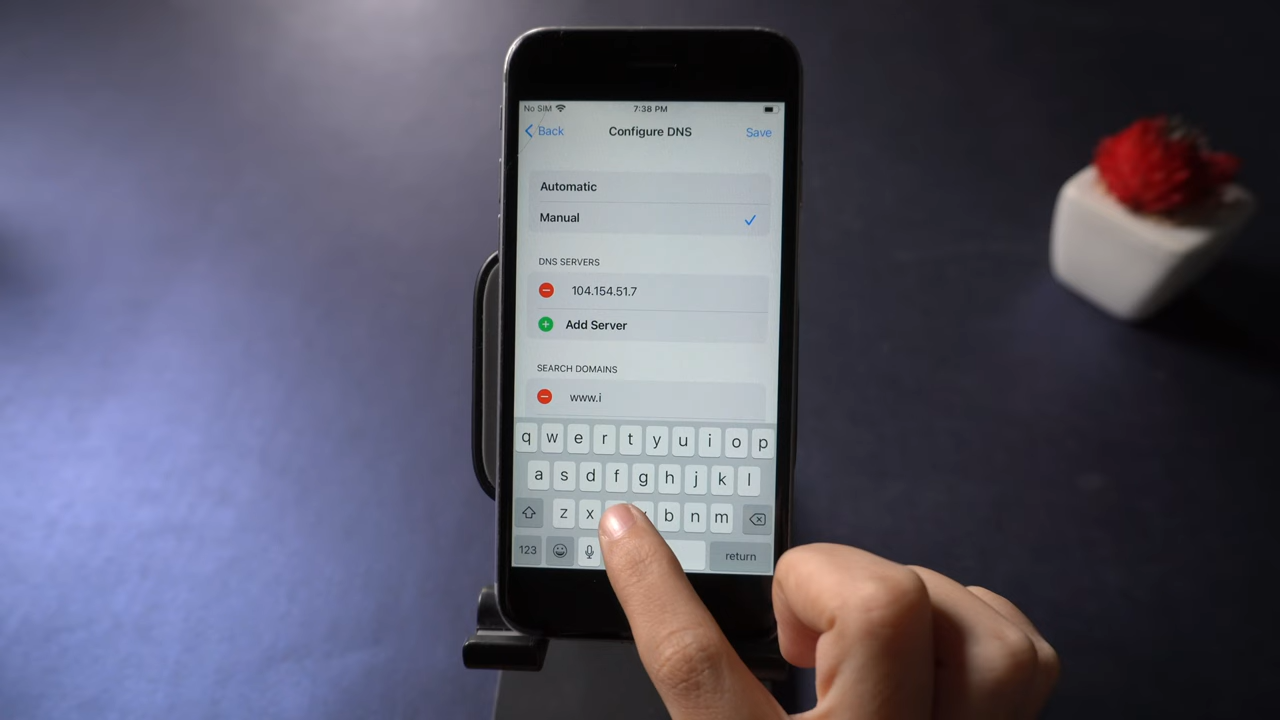 No SIM 7:38 PM
Back Configure DNS Save
Automatic
Manual
DNS SERVERS
104.154.51.7
Add Server
SEARCH DOMAINS
www.i
q w e r t y u i o p
a s d f g h j k l
z x b n m
123 return